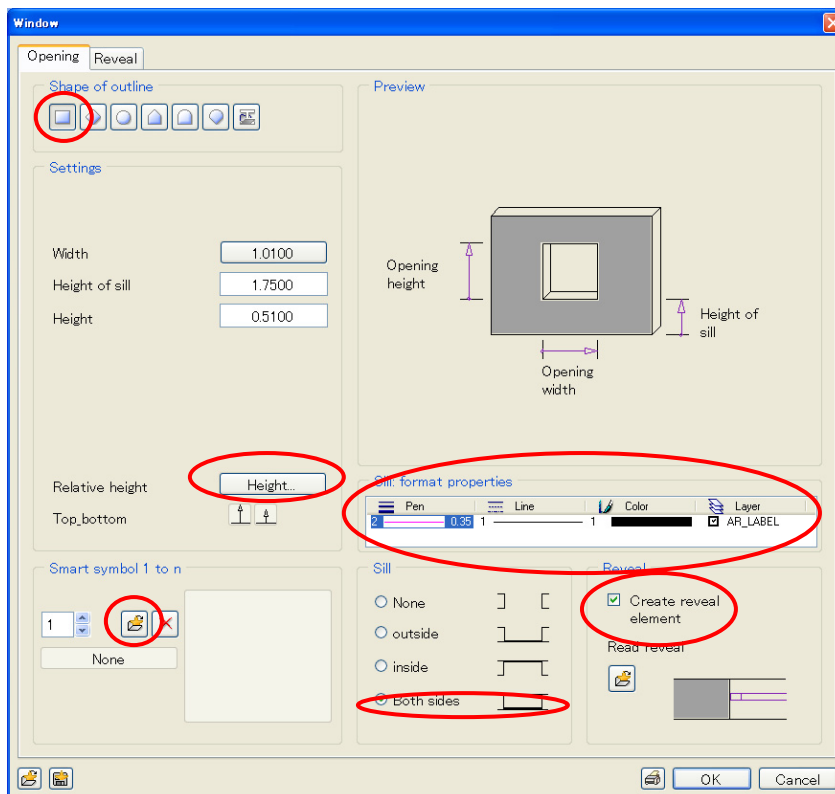 Window
Opening Reveal
Shape of outline
Settings
Width 1.0100
Height of sill 1.7500
Height 0.5100
Relative height Height...
Top_bottom
Preview
Opening
height
Height of
sill
Opening
width
Sill: format properties
Pen Line Color Layer
2 0.35 1 1 AR_LABEL
Smart symbol 1 to n
1
None
Sill
None
outside
inside
Both sides
Reveal
Create reveal
element
Read reveal
OK Cancel